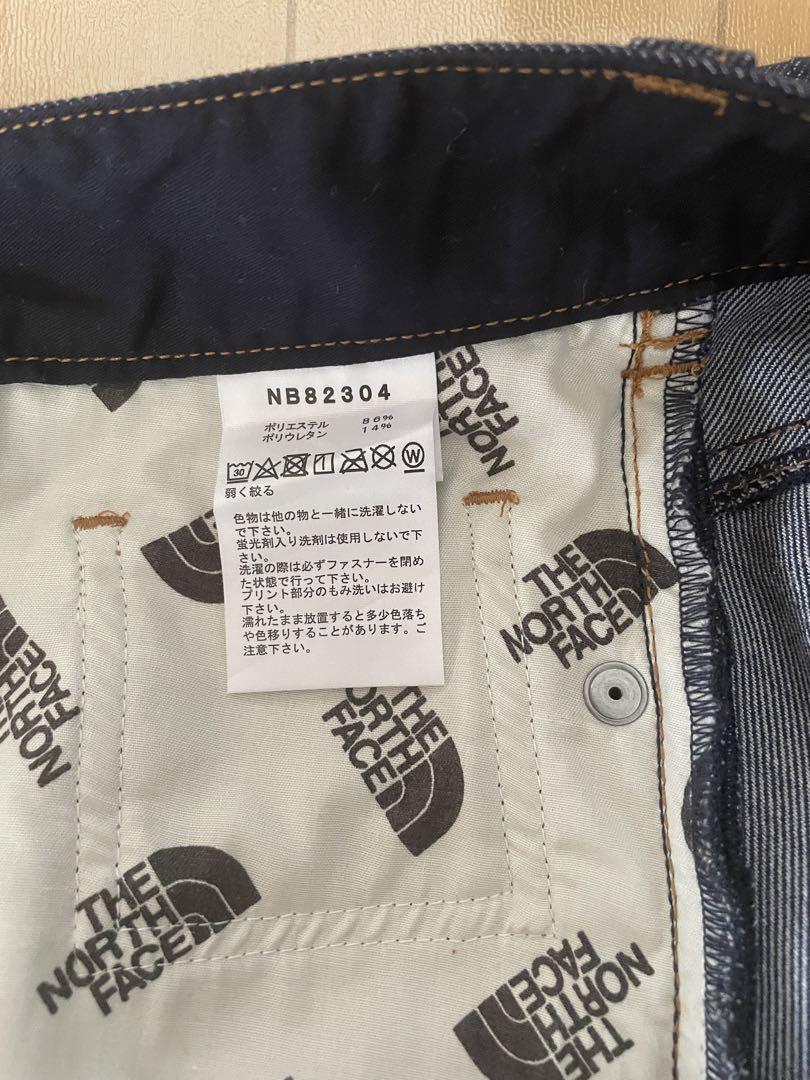 NB82304
ポリエステル 86%
ポリウレタン 14%
30 W
弱く絞る
色物は他の物と一緒に洗濯しない
で下さい。
蛍光剤入り洗剤は使用しないで下
さい。
洗濯の際は必ずファスナーを閉め
た状態で行って下さい。
プリント部分のもみ洗いはお避け
下さい。
濡れたまま放置すると多少色落ち
や色移りすることがあります。ご
注意下さい。
NORTH
FACE
THE
NORTH
FACE
NORTH
FACE
THE
NORTH
FACE
THE
NORTH
FACE
THE
NORTH
FACE